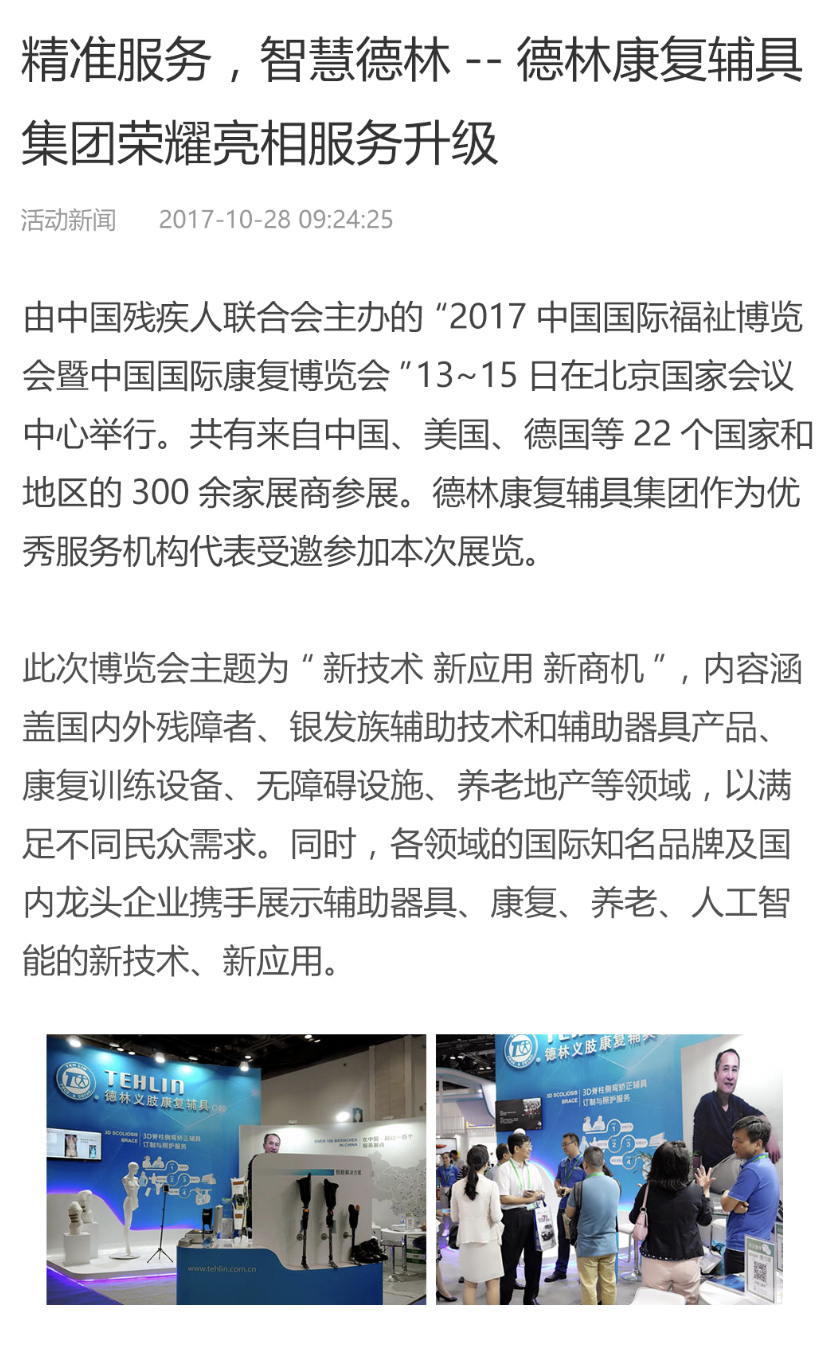 精准服务，智慧德林 -- 德林康复辅具
集团荣耀亮相服务升级
活动新闻 2017-10-28 09:24:25
由中国残疾人联合会主办的 “2017 中国国际福祉博览
会暨中国国际康复博览会 ”13~15 日在北京国家会议
中心举行。共有来自中国、美国、德国等 22 个国家和
地区的 300 余家展商参展。德林康复辅具集团作为优
秀服务机构代表受邀参加本次展览。
此次博览会主题为 “ 新技术 新应用 新商机 ”，内容涵
盖国内外残障者、银发族辅助技术和辅助器具产品、
康复训练设备、无障碍设施、养老地产等领域，以满
足不同民众需求。同时，各领域的国际知名品牌及国
内龙头企业携手展示辅助器具、康复、养老、人工智
能的新技术、新应用。
TEHLIN
德林义肢康复辅具
3D SCOLIOSIS
BRACE
3D脊柱侧弯矫正辅具
订制与照护服务
www.tehlin.com.cn
德林义肢康复辅具
3D SCOLIOSIS
BRACE
3D脊柱侧弯矫正辅具
订制与照护服务